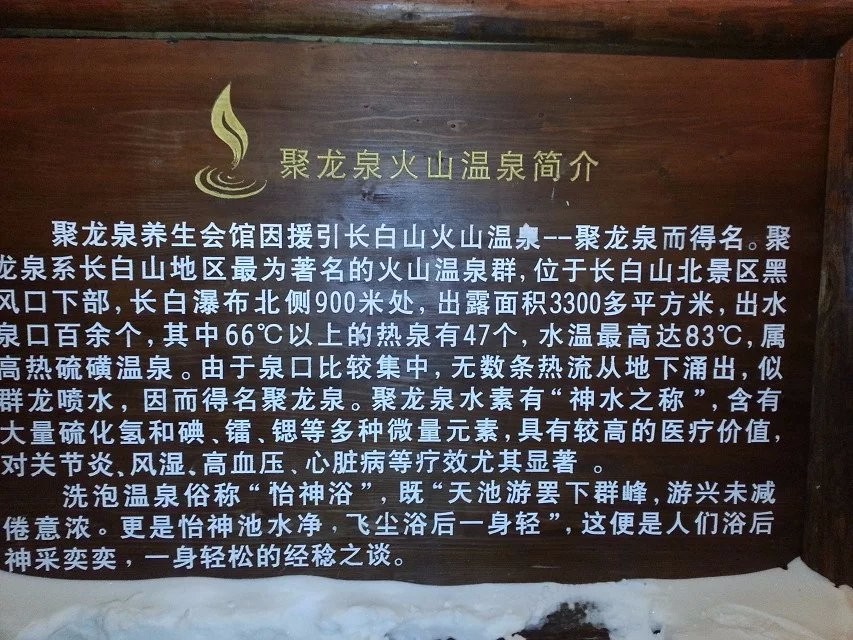 聚龙泉火山温泉简介
聚龙泉养生会馆因援引长白山火山温泉--聚龙泉而得名。聚
龙泉系长白山地区最为著名的火山温泉群，位于长白山北景区黑
风口下部，长白瀑布北侧900米处，出露面积3300多平方米，出水
泉口百余个，其中66℃以上的热泉有47个，水温最高达83℃，属
高热硫磺温泉。由于泉口比较集中，无数条热流从地下涌出，似
群龙喷水，因而得名聚龙泉。聚龙泉水素有“神水之称”，含有
大量硫化氢和碘、镭、锶等多种微量元素，具有较高的医疗价值，
对关节炎、风湿、高血压、心脏病等疗效尤其显著 。
洗泡温泉俗称“怡神浴”，既“天池游罢下群峰，游兴未减
倦意浓。更是怡神池水净，飞尘浴后一身轻”，这便是人们浴后
神采奕奕，一身轻松的经稔之谈。